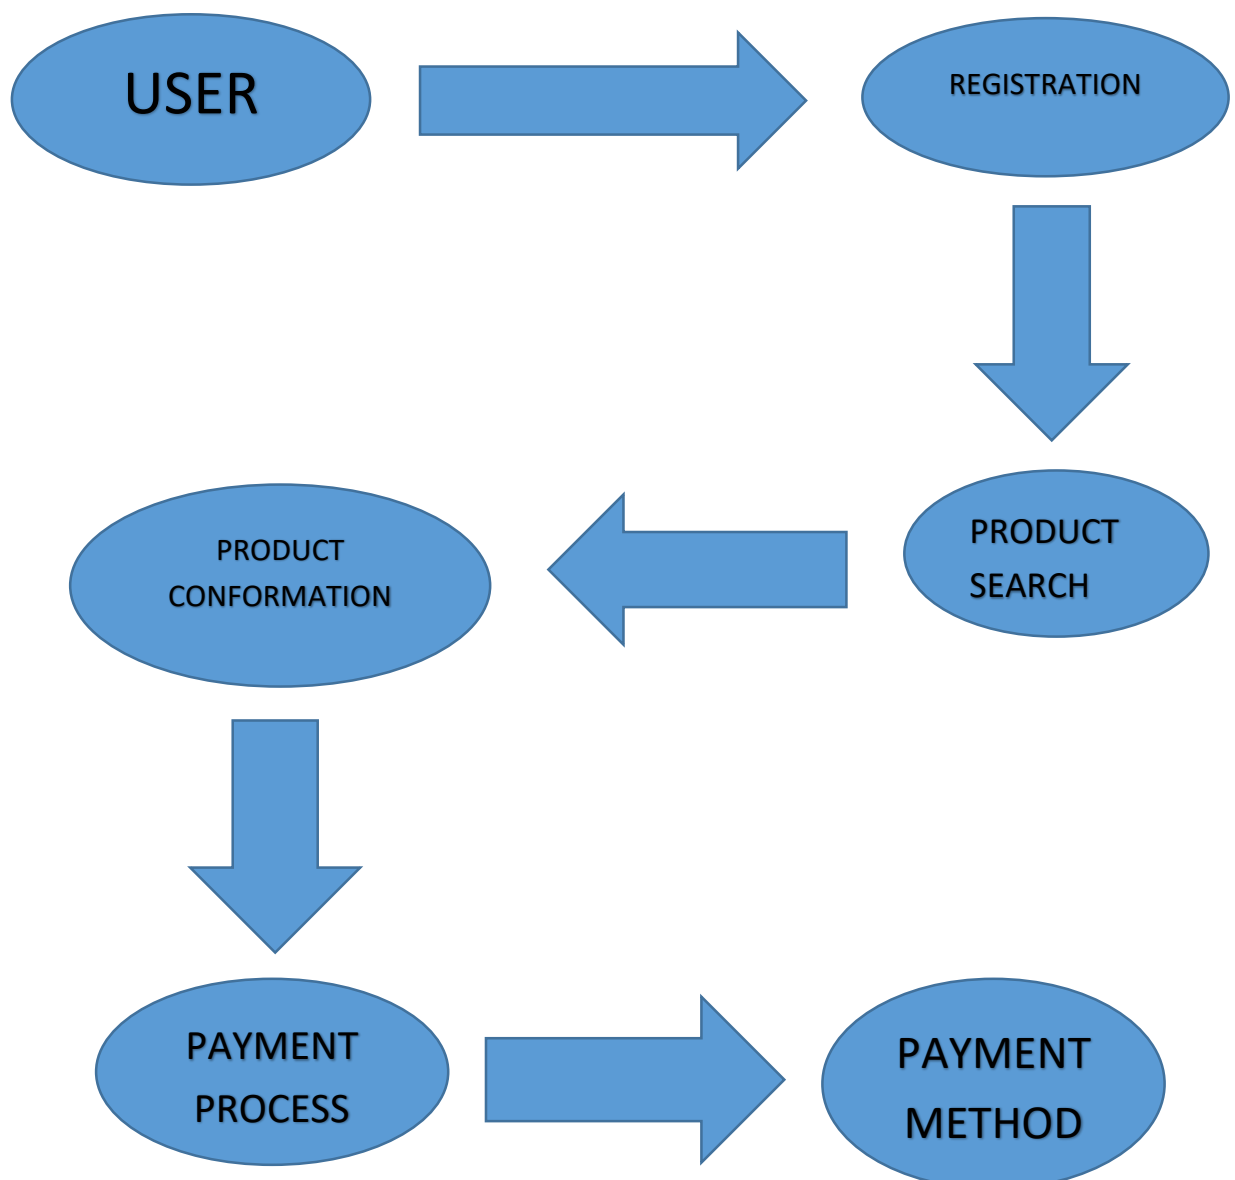 USER
REGISTRATION
PRODUCT
SEARCH
PRODUCT
CONFORMATION
PAYMENT
PROCESS
PAYMENT
METHOD